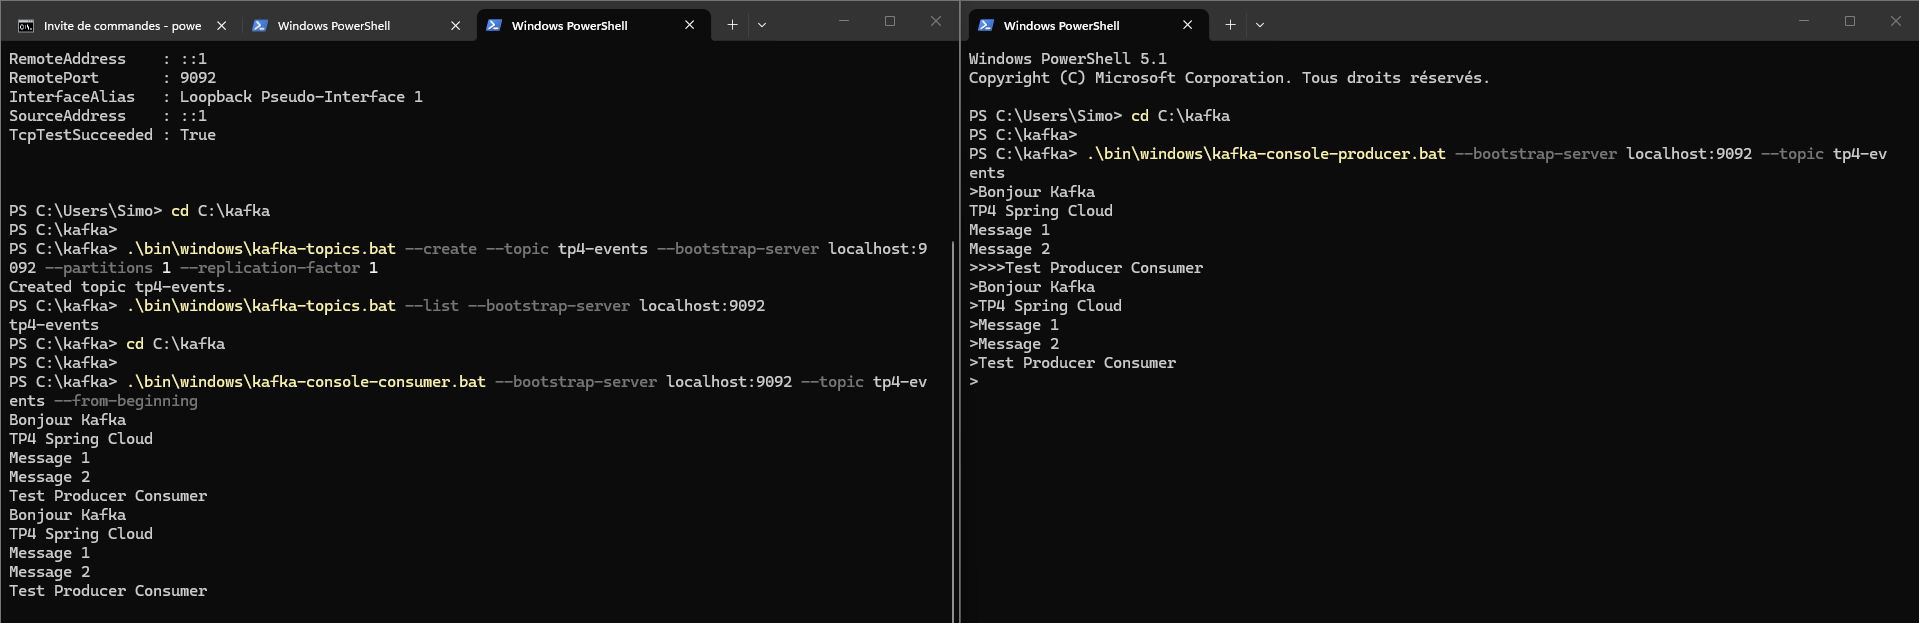 Invite de commandes - powe
Windows PowerShell
Windows PowerShell
RemoteAddress    : ::1
RemotePort       : 9092
InterfaceAlias   : Loopback Pseudo-Interface 1
SourceAddress    : ::1
TcpTestSucceeded : True
PS C:\Users\Simo> cd C:\kafka
PS C:\kafka>
PS C:\kafka> .\bin\windows\kafka-topics.bat --create --topic tp4-events --bootstrap-server localhost:9
092 --partitions 1 --replication-factor 1
Created topic tp4-events.
PS C:\kafka> .\bin\windows\kafka-topics.bat --list --bootstrap-server localhost:9092
tp4-events
PS C:\kafka> cd C:\kafka
PS C:\kafka>
PS C:\kafka> .\bin\windows\kafka-console-consumer.bat --bootstrap-server localhost:9092 --topic tp4-ev
ents --from-beginning
Bonjour Kafka
TP4 Spring Cloud
Message 1
Message 2
Test Producer Consumer
Bonjour Kafka
TP4 Spring Cloud
Message 1
Message 2
Test Producer Consumer
Windows PowerShell
Windows PowerShell 5.1
Copyright (C) Microsoft Corporation. Tous droits réservés.
PS C:\Users\Simo> cd C:\kafka
PS C:\kafka>
PS C:\kafka> .\bin\windows\kafka-console-producer.bat --bootstrap-server localhost:9092 --topic tp4-ev
ents
>Bonjour Kafka
TP4 Spring Cloud
Message 1
Message 2
>>>>Test Producer Consumer
>Bonjour Kafka
>TP4 Spring Cloud
>Message 1
>Message 2
>Test Producer Consumer
>